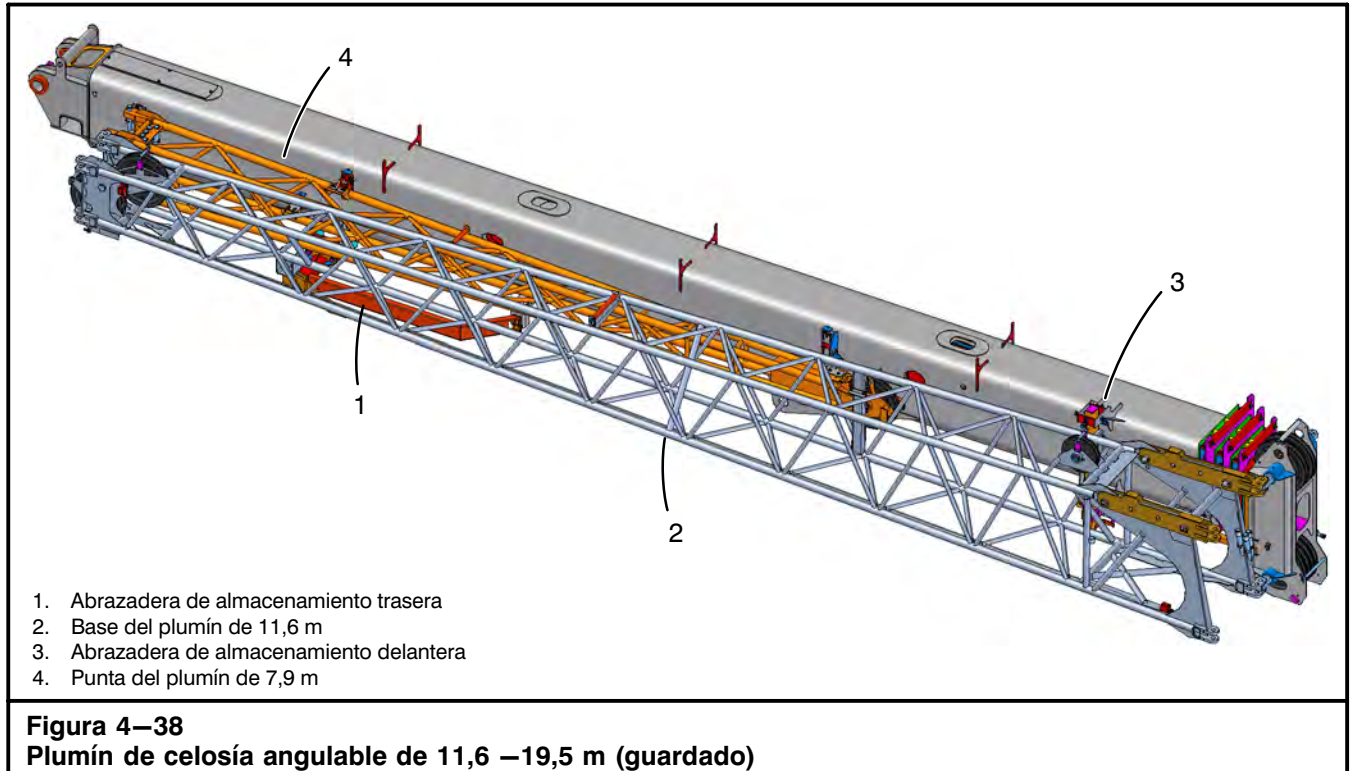 4
3
1
2
1. Abrazadera de almacenamiento trasera
2. Base del plumín de 11,6 m
3. Abrazadera de almacenamiento delantera
4. Punta del plumín de 7,9 m
Figura 4—38
Plumín de celosía angulable de 11,6 —19,5 m (guardado)